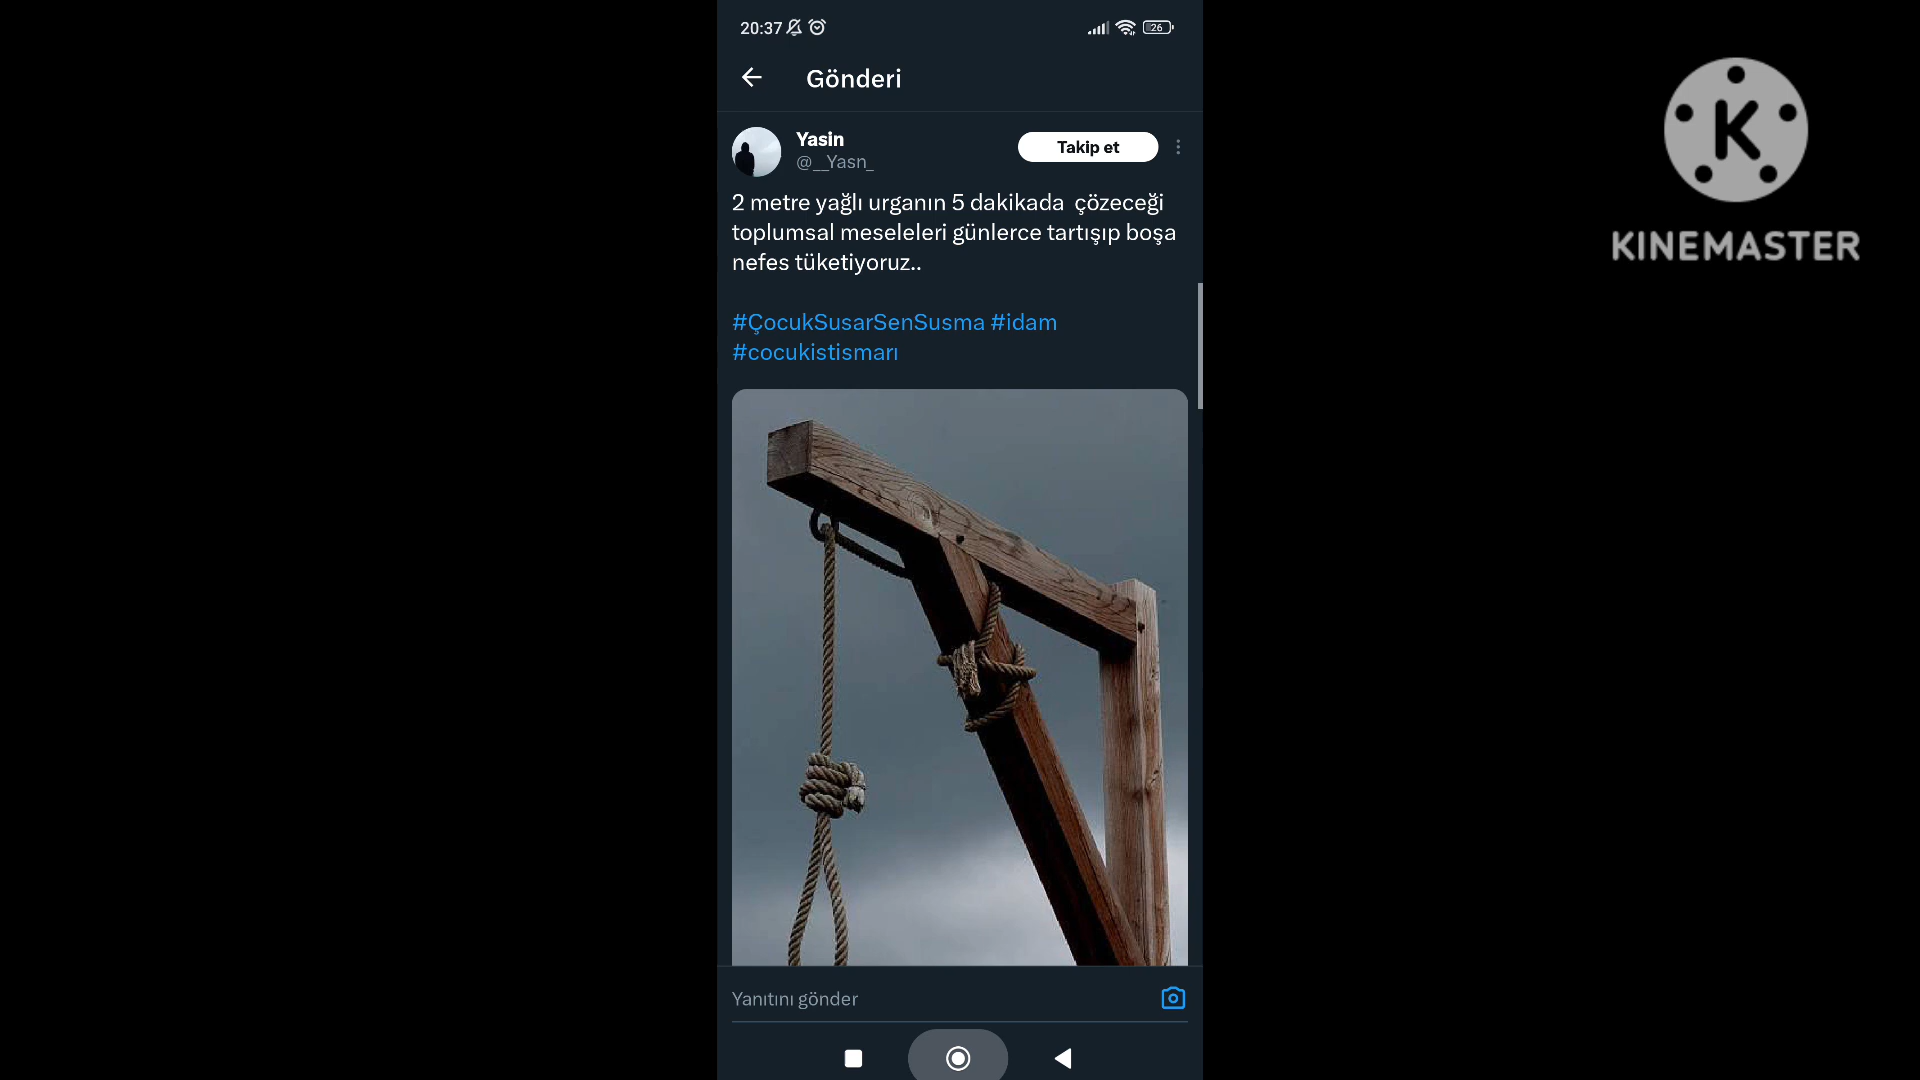 20:37
26
Gönderi
Yasin
@__Yasn_
Takip et
2 metre yağlı urganın 5 dakikada çözeceği
toplumsal meseleleri günlerce tartışıp boşa
nefes tüketiyoruz..
#ÇocukSusarSenSusma #idam
#cocukistismarı
Yanıtını gönder
K
KINEMASTER